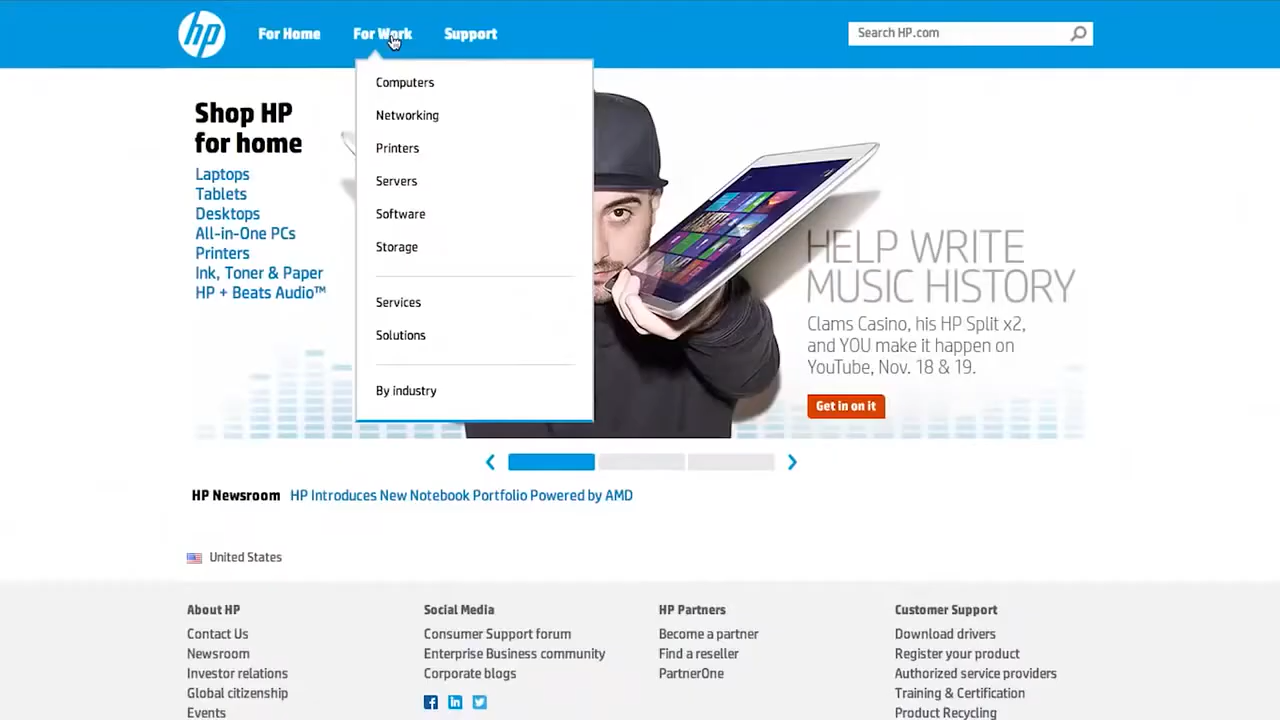 hp
For Home
For Work
Support
Search HP.com
Computers
Networking
Printers
Servers
Software
Storage
Services
Solutions
By industry
Shop HP
for home
Laptops
Tablets
Desktops
All-in-One PCs
Printers
Ink, Toner & Paper
HP + Beats Audio™
HELP WRITE
MUSIC HISTORY
Clams Casino, his HP Split x2,
and YOU make it happen on
YouTube, Nov. 18 & 19.
Get in on it
HP Newsroom HP Introduces New Notebook Portfolio Powered by AMD
United States
About HP
Contact Us
Newsroom
Investor relations
Global citizenship
Events
Social Media
Consumer Support forum
Enterprise Business community
Corporate blogs
HP Partners
Become a partner
Find a reseller
PartnerOne
Customer Support
Download drivers
Register your product
Authorized service providers
Training & Certification
Product Recycling